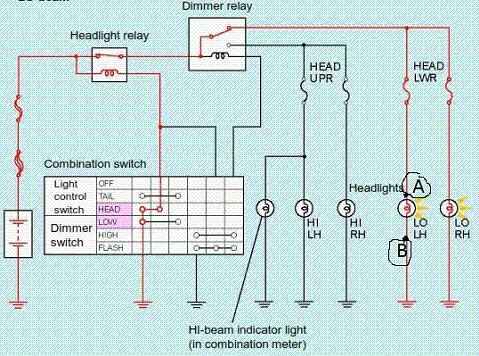 Dimmer relay
Headlight relay
HEAD
UPR
HEAD
LWR
Combination switch
Light
control
switch
OFF
TAIL
HEAD
Dimmer
switch
LOW
HIGH
FLASH
Headlights
A
B
HI
LH
HI
RH
LO
LH
LO
RH
HI-beam indicator light
(in combination meter)